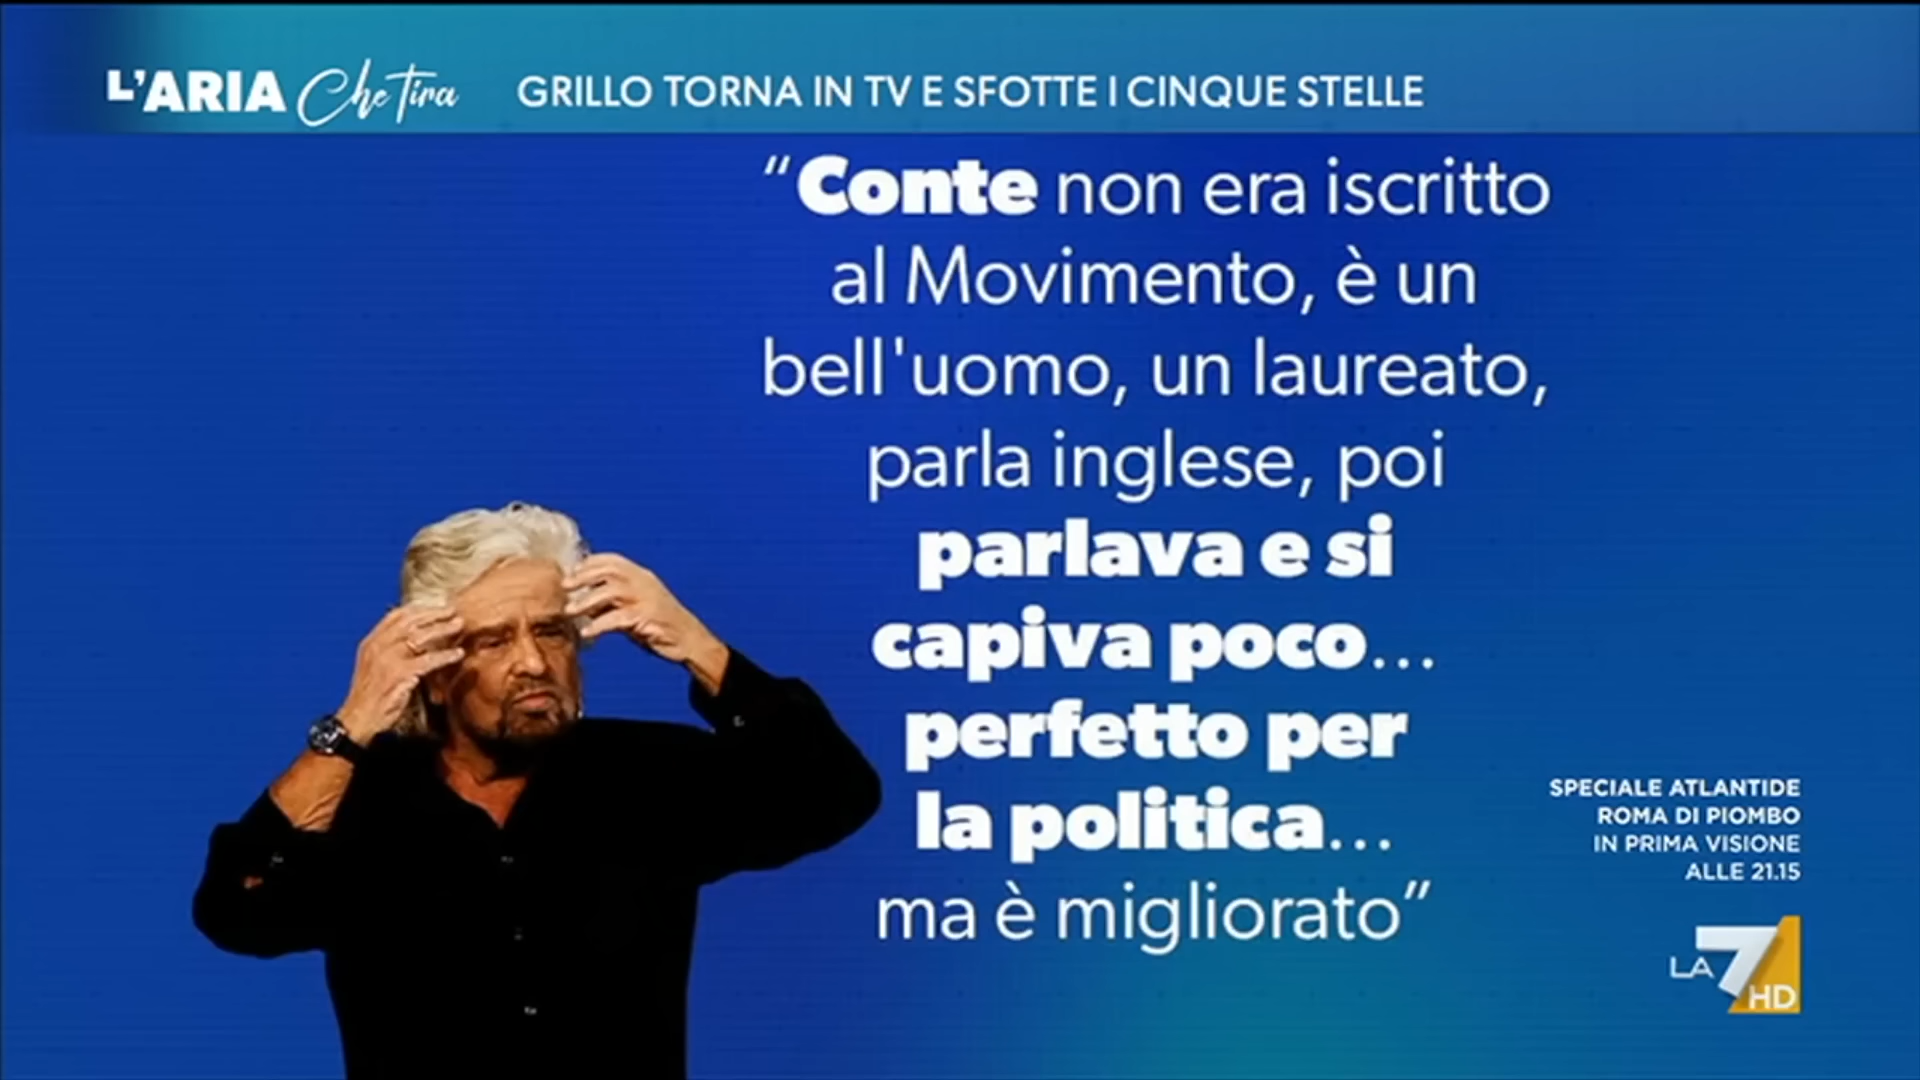 L'ARIA Che Tira
GRILLO TORNA IN TV E SFOTTE I CINQUE STELLE
“Conte non era iscritto
al Movimento, è un
bell'uomo, un laureato,
parla inglese, poi
parlava e si
capiva poco...
perfetto per
la politica...
ma è migliorato”
SPECIALE ATLANTIDE
ROMA DI PIOMBO
IN PRIMA VISIONE
ALLE 21.15
LA 7
HD